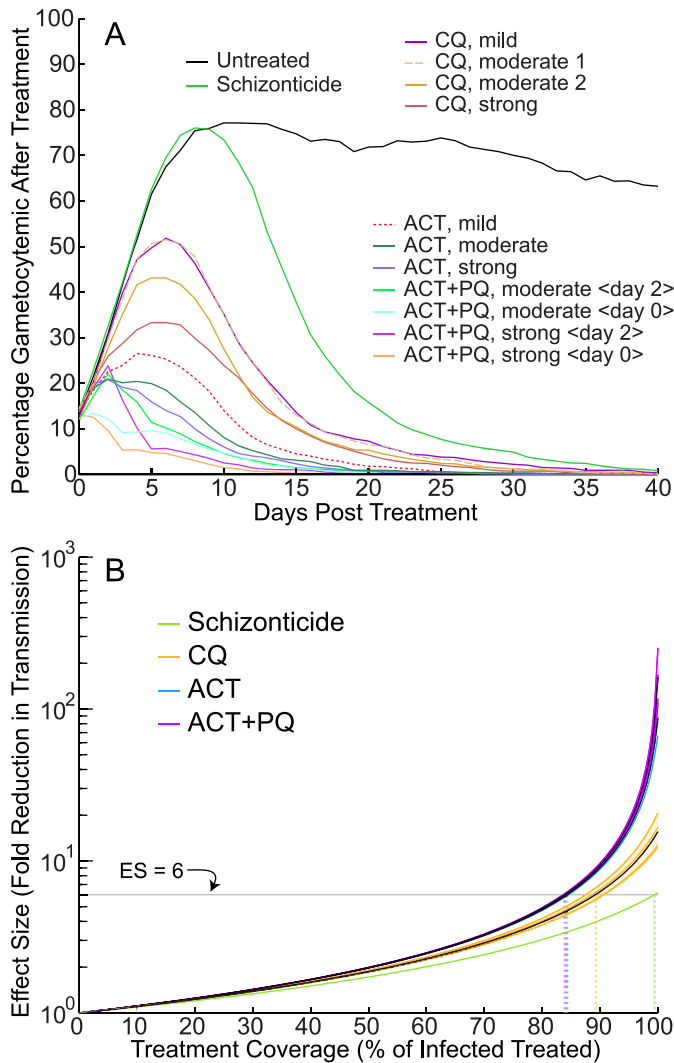 A
Percentage Gametocytemic After Treatment
100
90
80
70
60
50
40
30
20
10
0
Untreated
Schizonticide
CQ, mild
CQ, moderate 1
CQ, moderate 2
CQ, strong
ACT, mild
ACT, moderate
ACT, strong
ACT+PQ, moderate <day 2>
ACT+PQ, moderate <day 0>
ACT+PQ, strong <day 2>
ACT+PQ, strong <day 0>
0 5 10 15 20 25 30 35 40
Days Post Treatment
B
Effect Size (Fold Reduction in Transmission)
10³
10²
10¹
10⁰
Schizonticide
CQ
ACT
ACT+PQ
ES = 6
0 10 20 30 40 50 60 70 80 90 100
Treatment Coverage (% of Infected Treated)